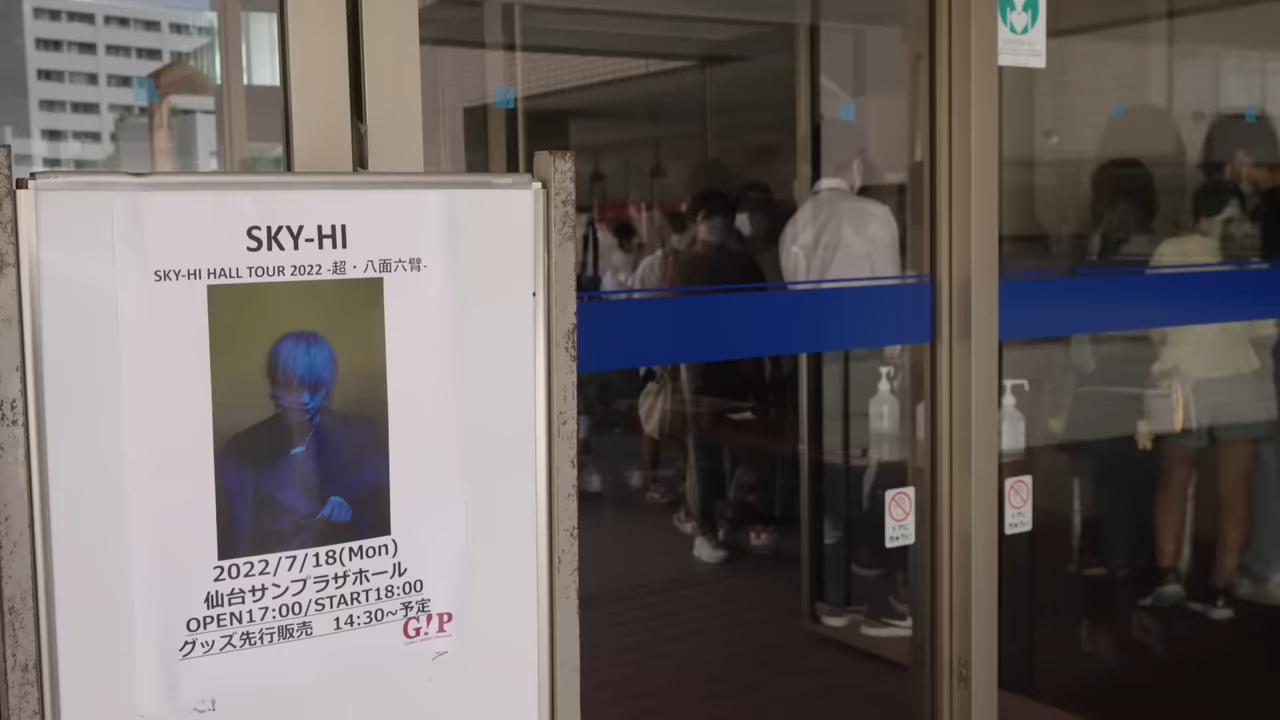 SKY-HI
SKY-HI HALL TOUR 2022 -超・八面六臂-
2022/7/18(Mon)
仙台サンプラザホール
OPEN17:00/START18:00
グッズ先行販売 14:30~予定
G!P